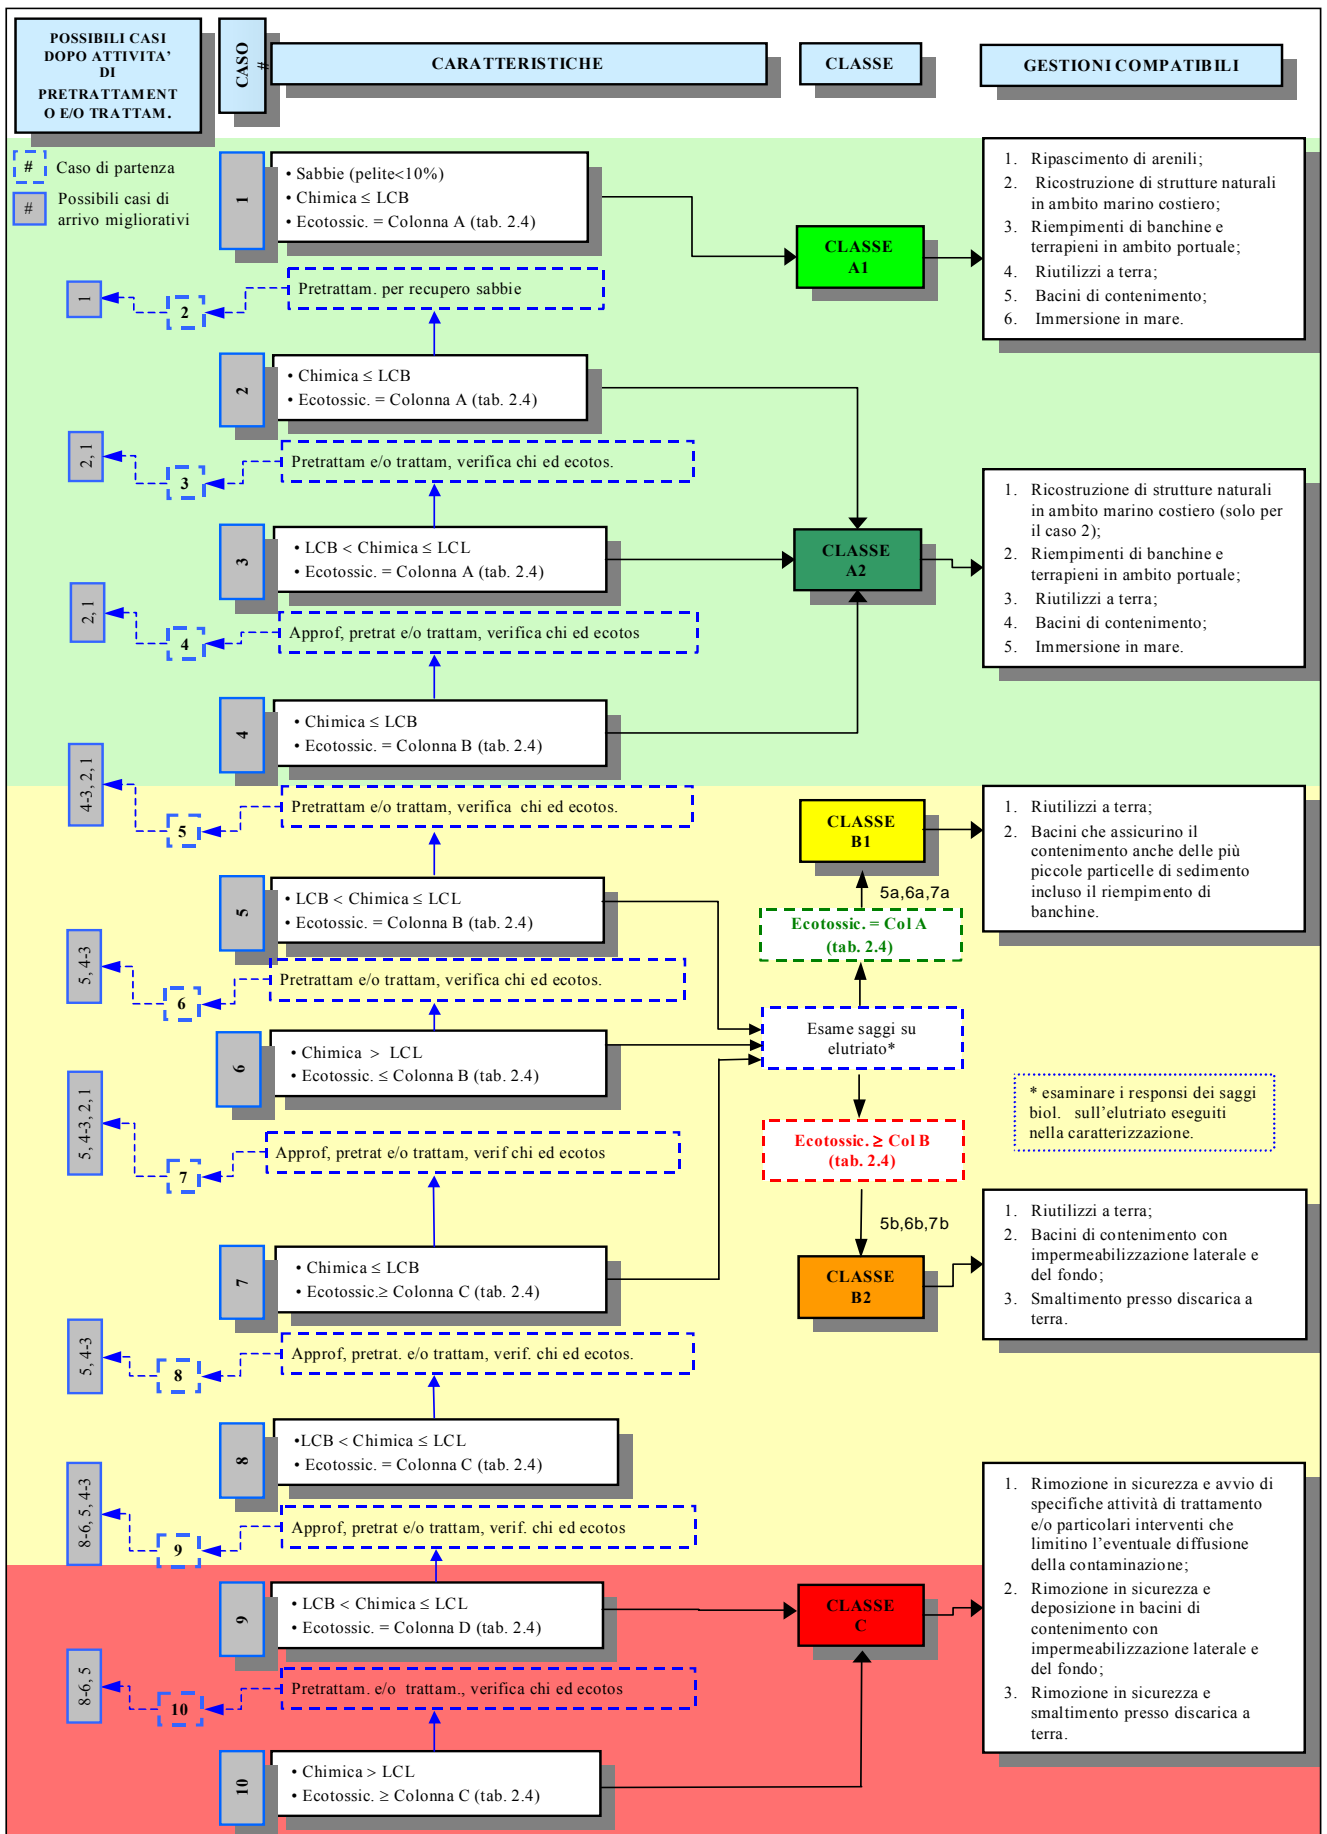 POSSIBILI CASI
DOPO ATTIVITA'
DI
PRETRATTAMENT
O E/O TRATTAM.
CASO
#
CARATTERISTICHE
CLASSE
GESTIONI COMPATIBILI
# Caso di partenza
# Possibili casi di
arrivo migliorativi
1
• Sabbie (pelite<10%)
• Chimica ≤ LCB
• Ecotossic. = Colonna A (tab. 2.4)
CLASSE
A1
1. Ripascimento di arenili;
2. Ricostruzione di strutture naturali
in ambito marino costiero;
3. Riempimenti di banchine e
terrapieni in ambito portuale;
4. Riutilizzi a terra;
5. Bacini di contenimento;
6. Immersione in mare.
1
2
Pretrattam. per recupero sabbie
2
• Chimica ≤ LCB
• Ecotossic. = Colonna A (tab. 2.4)
2, 1
3
Pretrattam e/o trattam, verifica chi ed ecotos.
3
• LCB < Chimica ≤ LCL
• Ecotossic. = Colonna A (tab. 2.4)
CLASSE
A2
1. Ricostruzione di strutture naturali
in ambito marino costiero (solo per
il caso 2);
2. Riempimenti di banchine e
terrapieni in ambito portuale;
3. Riutilizzi a terra;
4. Bacini di contenimento;
5. Immersione in mare.
2, 1
4
Approf, pretrat e/o trattam, verifica chi ed ecotos
4
• Chimica ≤ LCB
• Ecotossic. = Colonna B (tab. 2.4)
4-3, 2, 1
5
Pretrattam e/o trattam, verifica chi ed ecotos.
CLASSE
B1
1. Riutilizzi a terra;
2. Bacini che assicurino il
contenimento anche delle più
piccole particelle di sedimento
incluso il riempimento di
banchine.
5
• LCB < Chimica ≤ LCL
• Ecotossic. = Colonna B (tab. 2.4)
5a,6a,7a
Ecotossic. = Col A
(tab. 2.4)
5, 4-3
6
Pretrattam e/o trattam, verifica chi ed ecotos.
Esame saggi su
elutriato*
6
• Chimica > LCL
• Ecotossic. ≤ Colonna B (tab. 2.4)
* esaminare i responsi dei saggi
biol. sull'elutriato eseguiti
nella caratterizzazione.
5, 4-3, 2, 1
7
Approf, pretrat e/o trattam, verif chi ed ecotos
Ecotossic. ≥ Col B
(tab. 2.4)
5b,6b,7b
7
• Chimica ≤ LCB
• Ecotossic.≥ Colonna C (tab. 2.4)
CLASSE
B2
1. Riutilizzi a terra;
2. Bacini di contenimento con
impermeabilizzazione laterale e
del fondo;
3. Smaltimento presso discarica a
terra.
5, 4-3
8
Approf, pretrat. e/o trattam, verif. chi ed ecotos.
8
•LCB < Chimica ≤ LCL
• Ecotossic. = Colonna C (tab. 2.4)
8-6, 5, 4-3
9
Approf, pretrat e/o trattam, verif. chi ed ecotos
9
• LCB < Chimica ≤ LCL
• Ecotossic. = Colonna D (tab. 2.4)
CLASSE
C
1. Rimozione in sicurezza e avvio di
specifiche attività di trattamento
e/o particolari interventi che
limitino l'eventuale diffusione
della contaminazione;
2. Rimozione in sicurezza e
deposizione in bacini di
contenimento con
impermeabilizzazione laterale e
del fondo;
3. Rimozione in sicurezza e
smaltimento presso discarica a
terra.
8-6, 5
10
Pretrattam. e/o trattam., verifica chi ed ecotos
10
• Chimica > LCL
• Ecotossic. ≥ Colonna C (tab. 2.4)